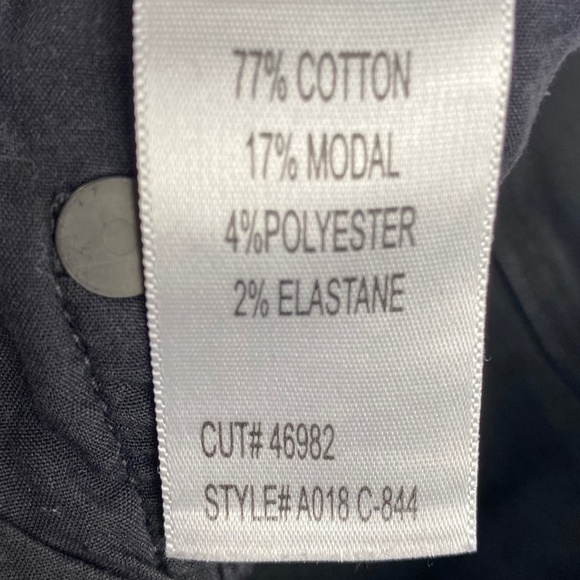 77% COTTON
17% MODAL
4%POLYESTER
2% ELASTANE
CUT# 46982
STYLE# A018 C-844